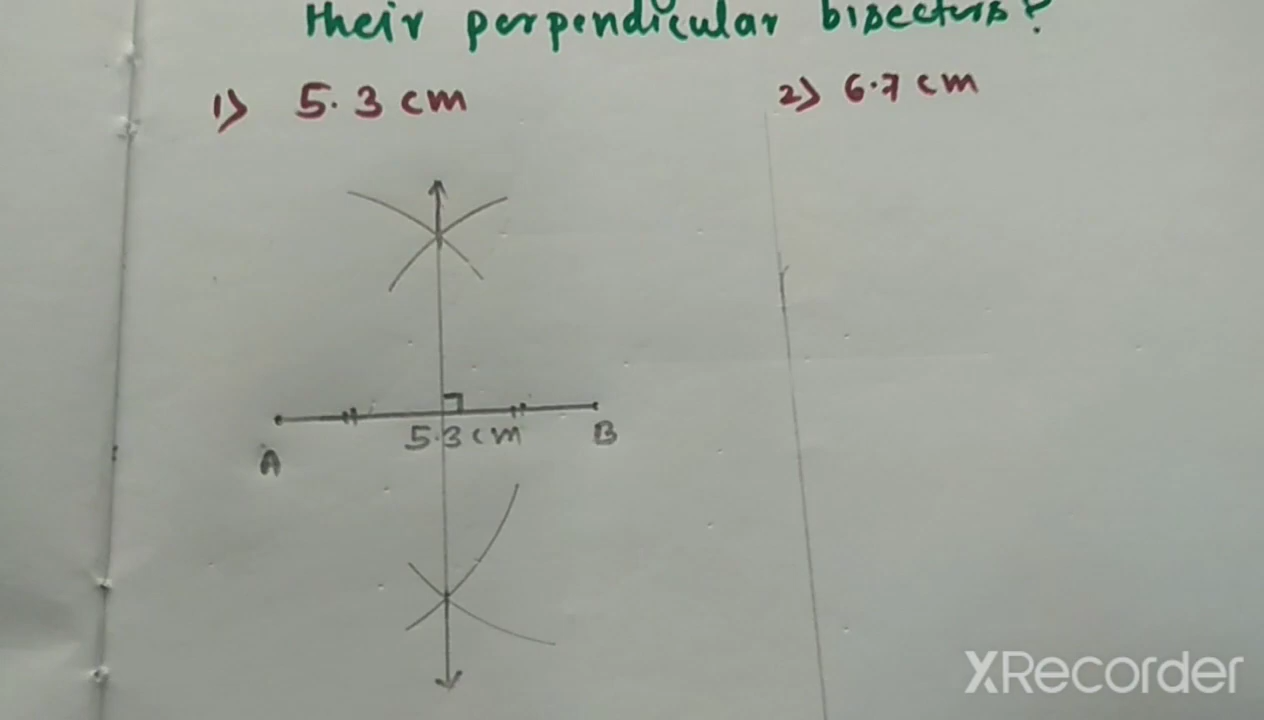 their perpendicular bisectors?
1) 5.3 cm
2) 6.7 cm
5.3 cm
A
B
XRecorder